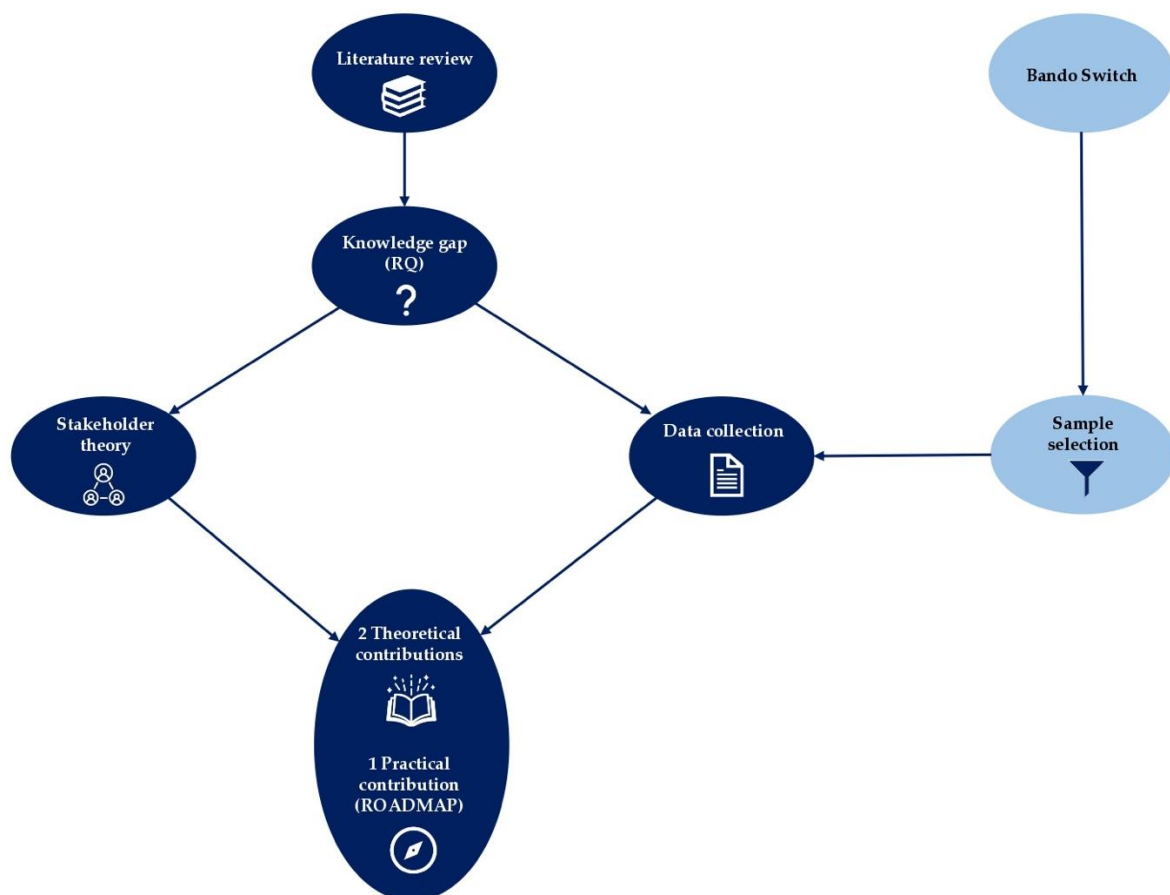 Literature review
Bando Switch
Knowledge gap
(RQ)
?
Stakeholder
theory
Data collection
Sample
selection
2 Theoretical
contributions
1 Practical
contribution
(ROADMAP)